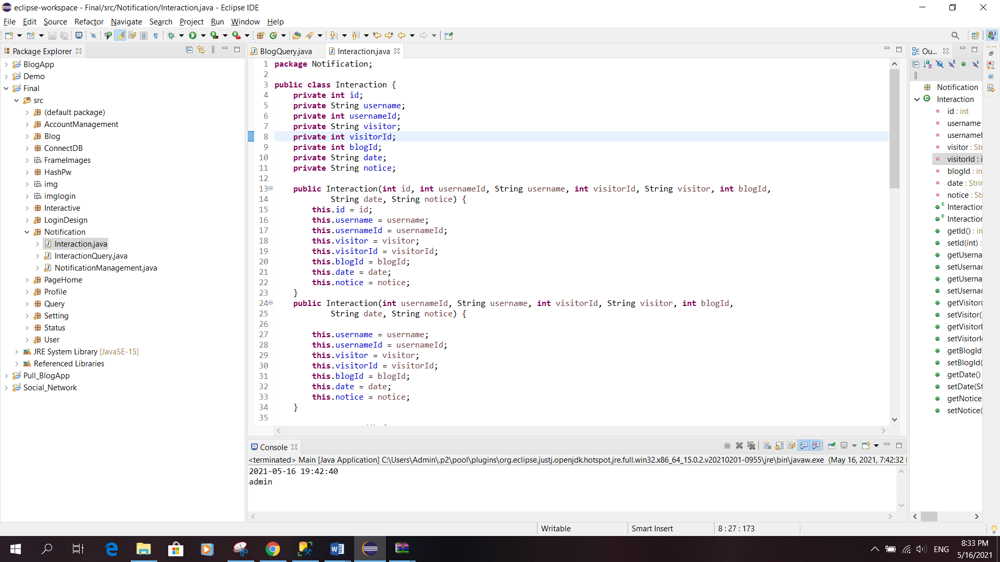 eclipse-workspace - Final/src/Notification/Interaction.java - Eclipse IDE
File Edit Source Refactor Navigate Search Project Run Window Help
Package Explorer
BlogApp
Demo
Final
src
(default package)
AccountManagement
Blog
ConnectDB
FrameImages
HashPw
img
imglogin
Interactive
LoginDesign
Notification
Interaction.java
InteractionQuery.java
NotificationManagement.java
PageHome
Profile
Query
Setting
Status
User
JRE System Library [JavaSE-15]
Referenced Libraries
Pull_BlogApp
Social_Network
BlogQuery.java Interaction.java
1 package Notification;
2
3 public class Interaction {
4 private int id;
5 private String username;
6 private int usernameId;
7 private String visitor;
8 private int visitorId;
9 private int blogId;
10 private String date;
11 private String notice;
12
13 public Interaction(int id, int usernameId, String username, int visitorId, String visitor, int blogId,
14 String date, String notice) {
15 this.id = id;
16 this.username = username;
17 this.usernameId = usernameId;
18 this.visitor = visitor;
19 this.visitorId = visitorId;
20 this.blogId = blogId;
21 this.date = date;
22 this.notice = notice;
23 }
24 public Interaction(int usernameId, String username, int visitorId, String visitor, int blogId,
25 String date, String notice) {
26
27 this.username = username;
28 this.usernameId = usernameId;
29 this.visitor = visitor;
30 this.visitorId = visitorId;
31 this.blogId = blogId;
32 this.date = date;
33 this.notice = notice;
34 }
35
Console
<terminated> Main [Java Application] C:\Users\Admin\.p2\pool\plugins\org.eclipse.justj.openjdk.hotspot.jre.full.win32.x86_64_15.0.2.v20210201-0955\jre\bin\javaw.exe (May 16, 2021, 7:42:32
2021-05-16 19:42:40
admin
Ou...
Notification
Interaction
id : int
username
usernameI
visitor : St
visitorId : i
blogId : in
date : Strin
notice : St
Interaction
Interaction
getId() : in
setId(int) :
getUserna
setUsernar
getUserna
setUsernar
getVisitor(
setVisitor(
getVisitorI
setVisitorI
getBlogId
setBlogId(
getDate()
setDate(St
getNotice
setNotice(
Writable Smart Insert 8 : 27 : 173
ENG
8:33 PM
5/16/2021